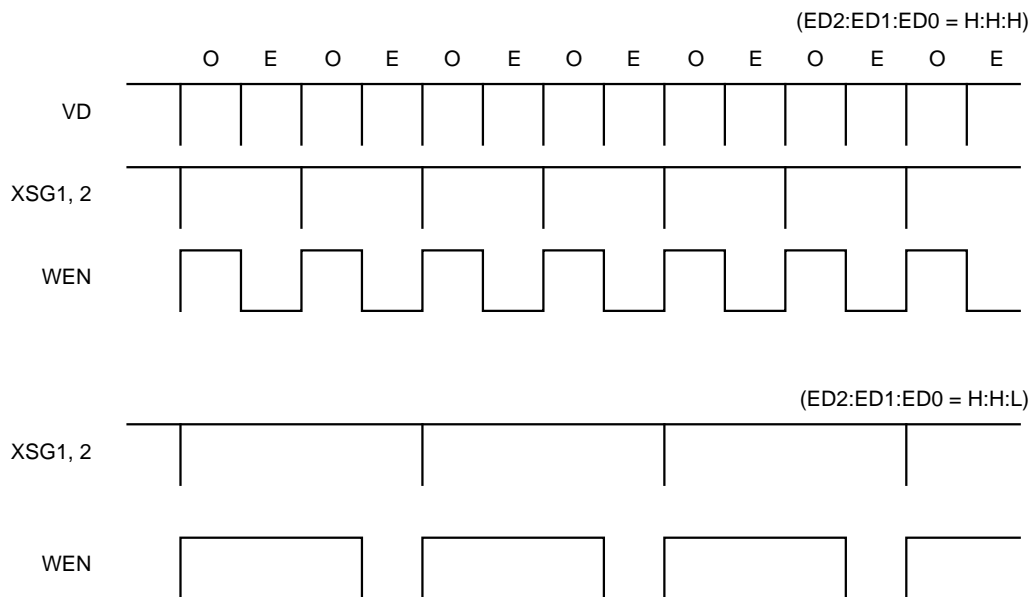 (ED2:ED1:ED0 = H:H:H)
O E O E O E O E O E O E O E
VD
XSG1, 2
WEN
(ED2:ED1:ED0 = H:H:L)
XSG1, 2
WEN